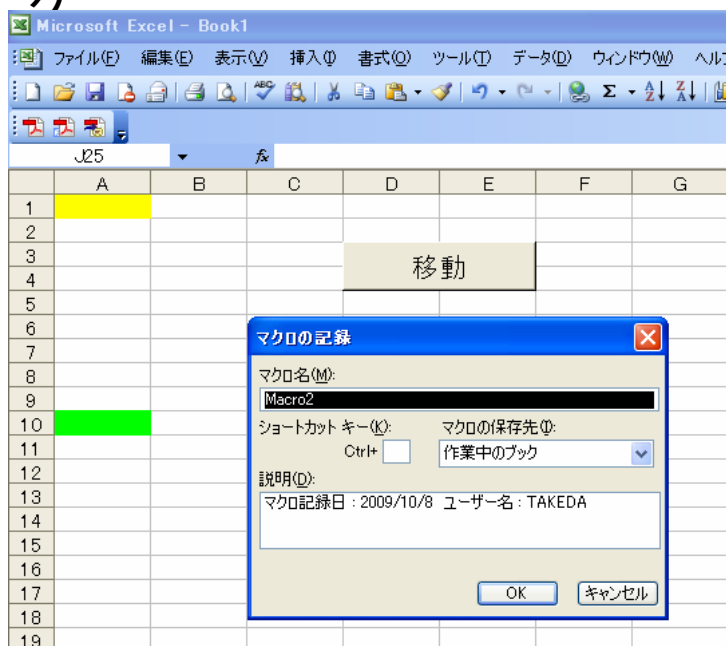 Microsoft Excel - Book1
ファイル(F) 編集(E) 表示(V) 挿入(I) 書式(O) ツール(T) データ(D) ウィンドウ(W)
ABC Σ A Z Z A
J25 fx
A B C D E F G
1
2
3
移動
4
5
6
マクロの記録
7
8
マクロ名(M):
9
Macro2
10
ショートカット キー(K): マクロの保存先(I):
11
Ctrl+ 作業中のブック
12
説明(D):
13
マクロ記録日 : 2009/10/8 ユーザー名 : TAKEDA
14
15
16
17
OK キャンセル
18
19